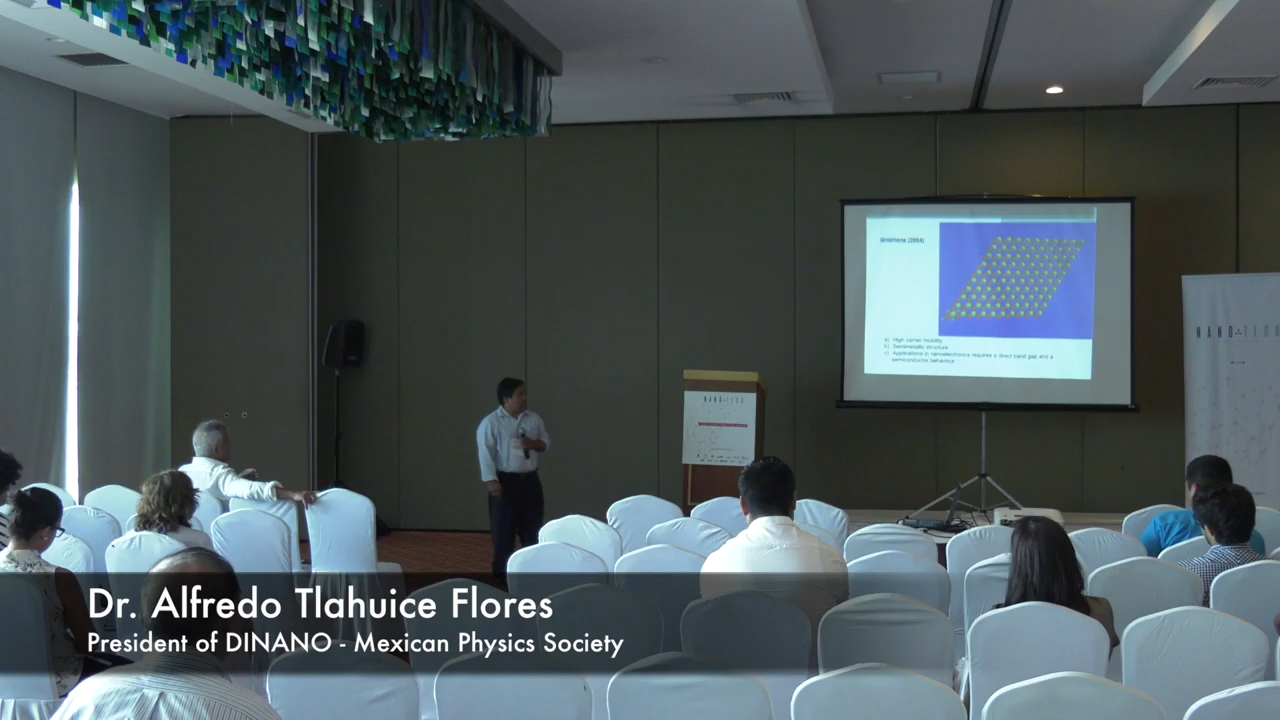 Graphene (2004)
a) High carrier mobility
b) Semimetallic structure
c) Applications in nanoelectronics requires a direct band gap and a
semiconductor behaviour
Dr. Alfredo Tlahuice Flores
President of DINANO - Mexican Physics Society